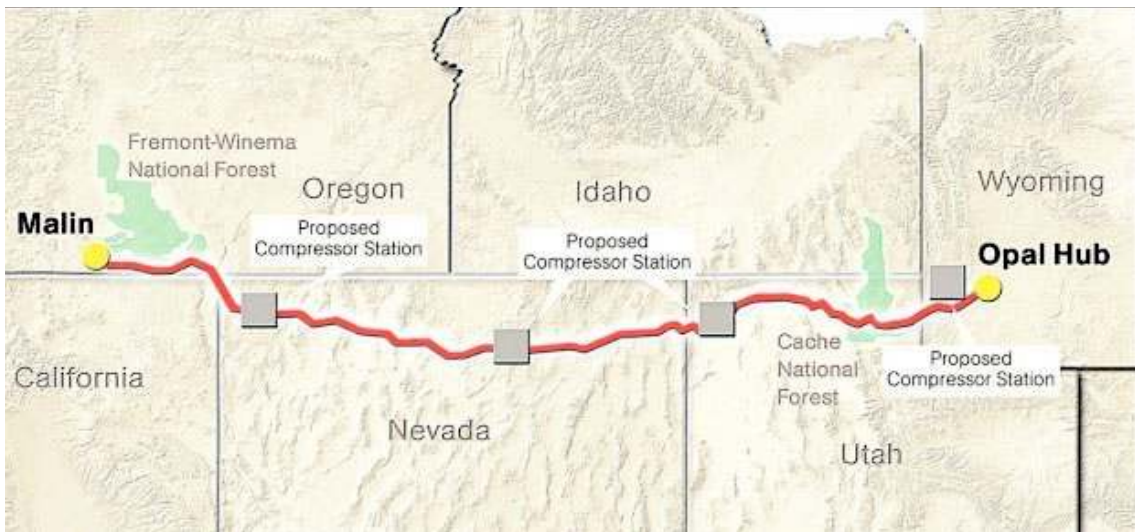 Fremont-Winema
National Forest
Oregon
Idaho
Wyoming
Malin
Proposed
Compressor Station
Proposed
Compressor Station
Opal Hub
California
Cache
National
Forest
Proposed
Compressor Station
Nevada
Utah